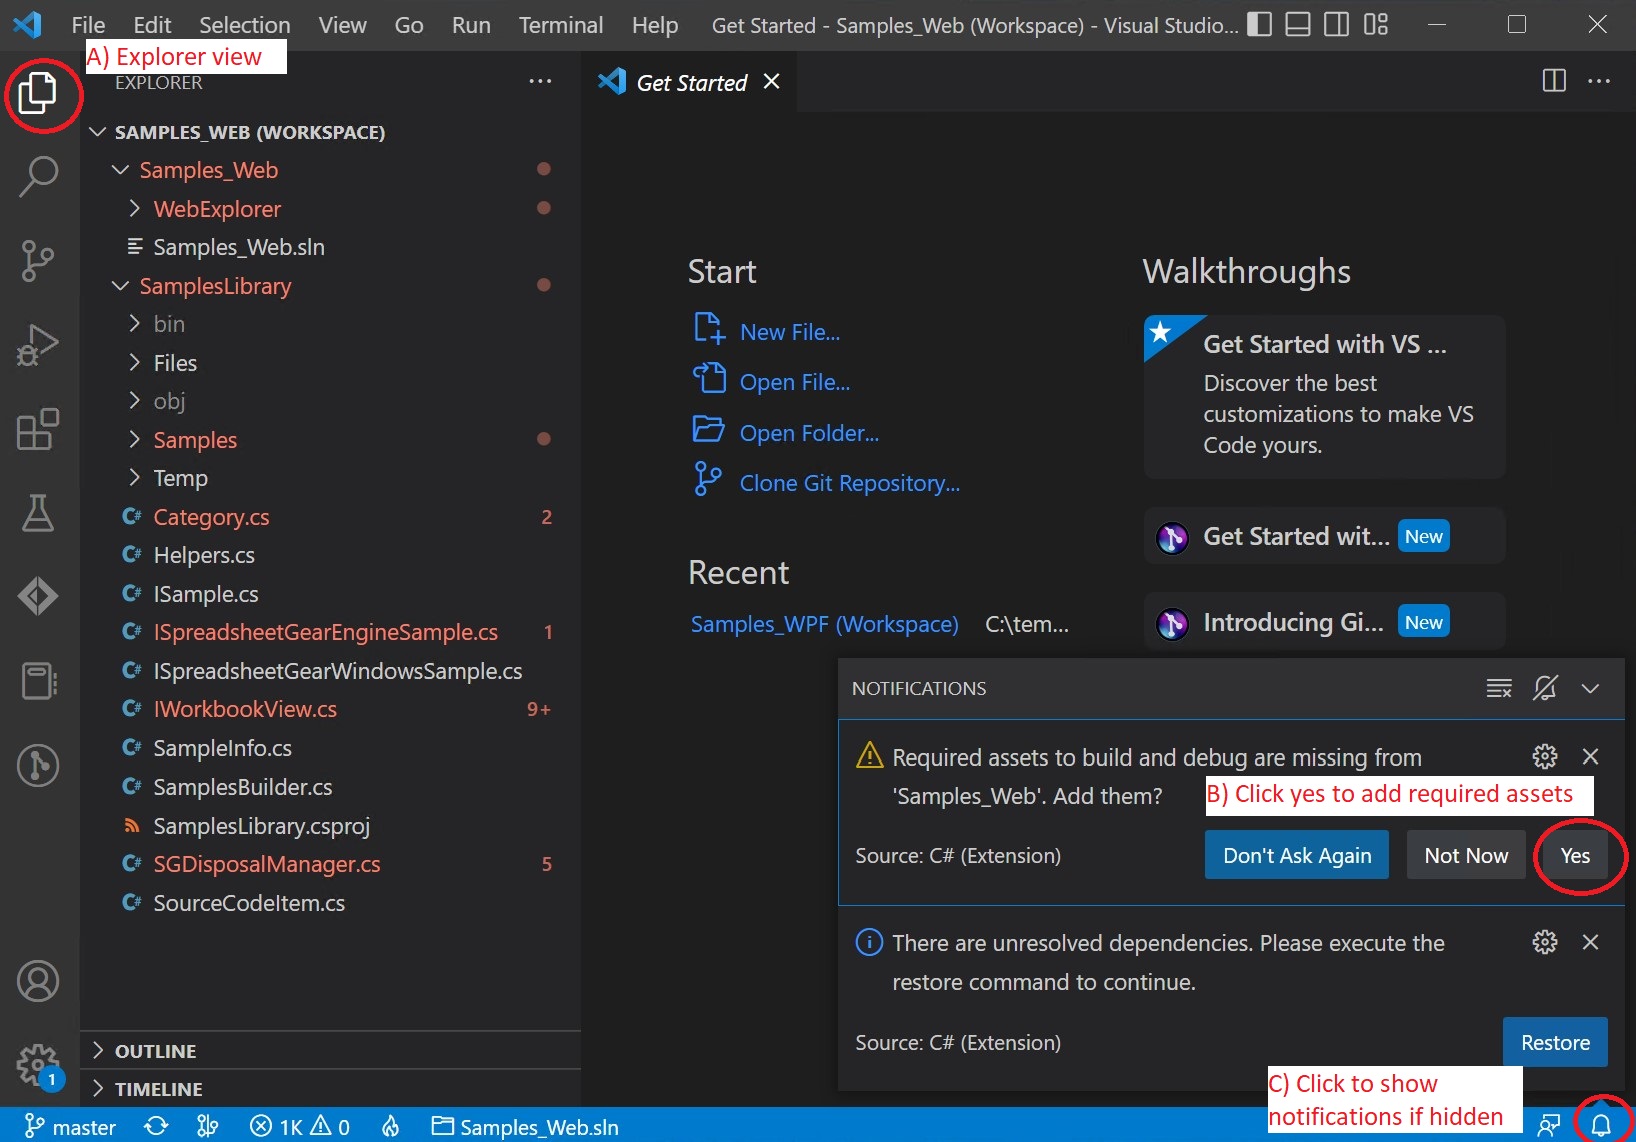 File Edit Selection View Go Run Terminal Help Get Started - Samples_Web (Workspace) - Visual Studio...
A) Explorer view
EXPLORER
Get Started
SAMPLES_WEB (WORKSPACE)
Samples_Web
WebExplorer
Samples_Web.sln
SamplesLibrary
bin
Files
obj
Samples
Temp
C# Category.cs 2
C# Helpers.cs
C# ISample.cs
C# ISpreadsheetGearEngineSample.cs 1
C# ISpreadsheetGearWindowsSample.cs
C# IWorkbookView.cs 9+
C# SampleInfo.cs
C# SamplesBuilder.cs
SamplesLibrary.csproj
C# SGDisposalManager.cs 5
C# SourceCodeItem.cs
OUTLINE
TIMELINE
1
Start
New File...
Open File...
Open Folder...
Clone Git Repository...
Recent
Samples_WPF (Workspace) C:\tem...
Walkthroughs
Get Started with VS ...
Discover the best
customizations to make VS
Code yours.
Get Started wit... New
Introducing Gi... New
NOTIFICATIONS
Required assets to build and debug are missing from
'Samples_Web'. Add them?
B) Click yes to add required assets
Source: C# (Extension) Don't Ask Again Not Now Yes
There are unresolved dependencies. Please execute the
restore command to continue.
Source: C# (Extension) Restore
C) Click to show
notifications if hidden
master 1K 0 Samples_Web.sln